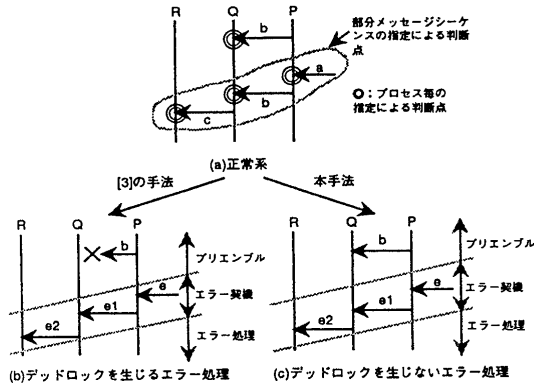 R Q P
b
部分メッセージシーケ
ンスの指定による判断
点
a
b
c
◎：プロセス毎の
指定による判断点
(a)正常系
[3]の手法
本手法
R Q P
b
プリエンブル
e
エラー契機
e1
e2
エラー処理
(b)デッドロックを生じるエラー処理
R Q P
b
プリエンブル
e
エラー契機
e1
e2
エラー処理
(c)デッドロックを生じないエラー処理